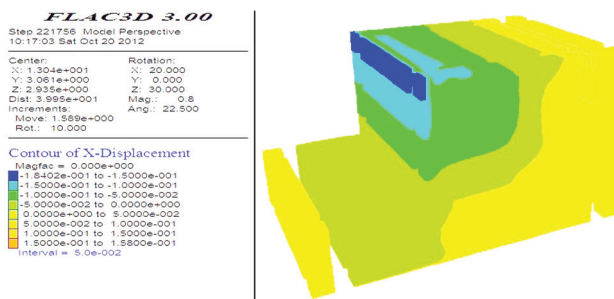 FLAC3D 3.00
Step 221756 Model Perspective
10:17:03 Sat Oct 20 2012
Center:
X: 1.304e+001
Y: 3.061e+000
Z: 2.935e+000
Dist: 3.995e+001
Rotation:
X: 20.000
Y: 0.000
Z: 30.000
Mag.: 0.8
Increments:
Ang.: 22.500
Move: 1.589e+000
Rot.: 10.000
Contour of X-Displacement
Magfac = 0.000e+000
-1.8402e-001 to -1.5000e-001
-1.5000e-001 to -1.0000e-001
-1.0000e-001 to -5.0000e-002
-5.0000e-002 to 0.0000e+000
0.0000e+000 to 5.0000e-002
5.0000e-002 to 1.0000e-001
1.0000e-001 to 1.5000e-001
1.5000e-001 to 1.5800e-001
Interval = 5.0e-002